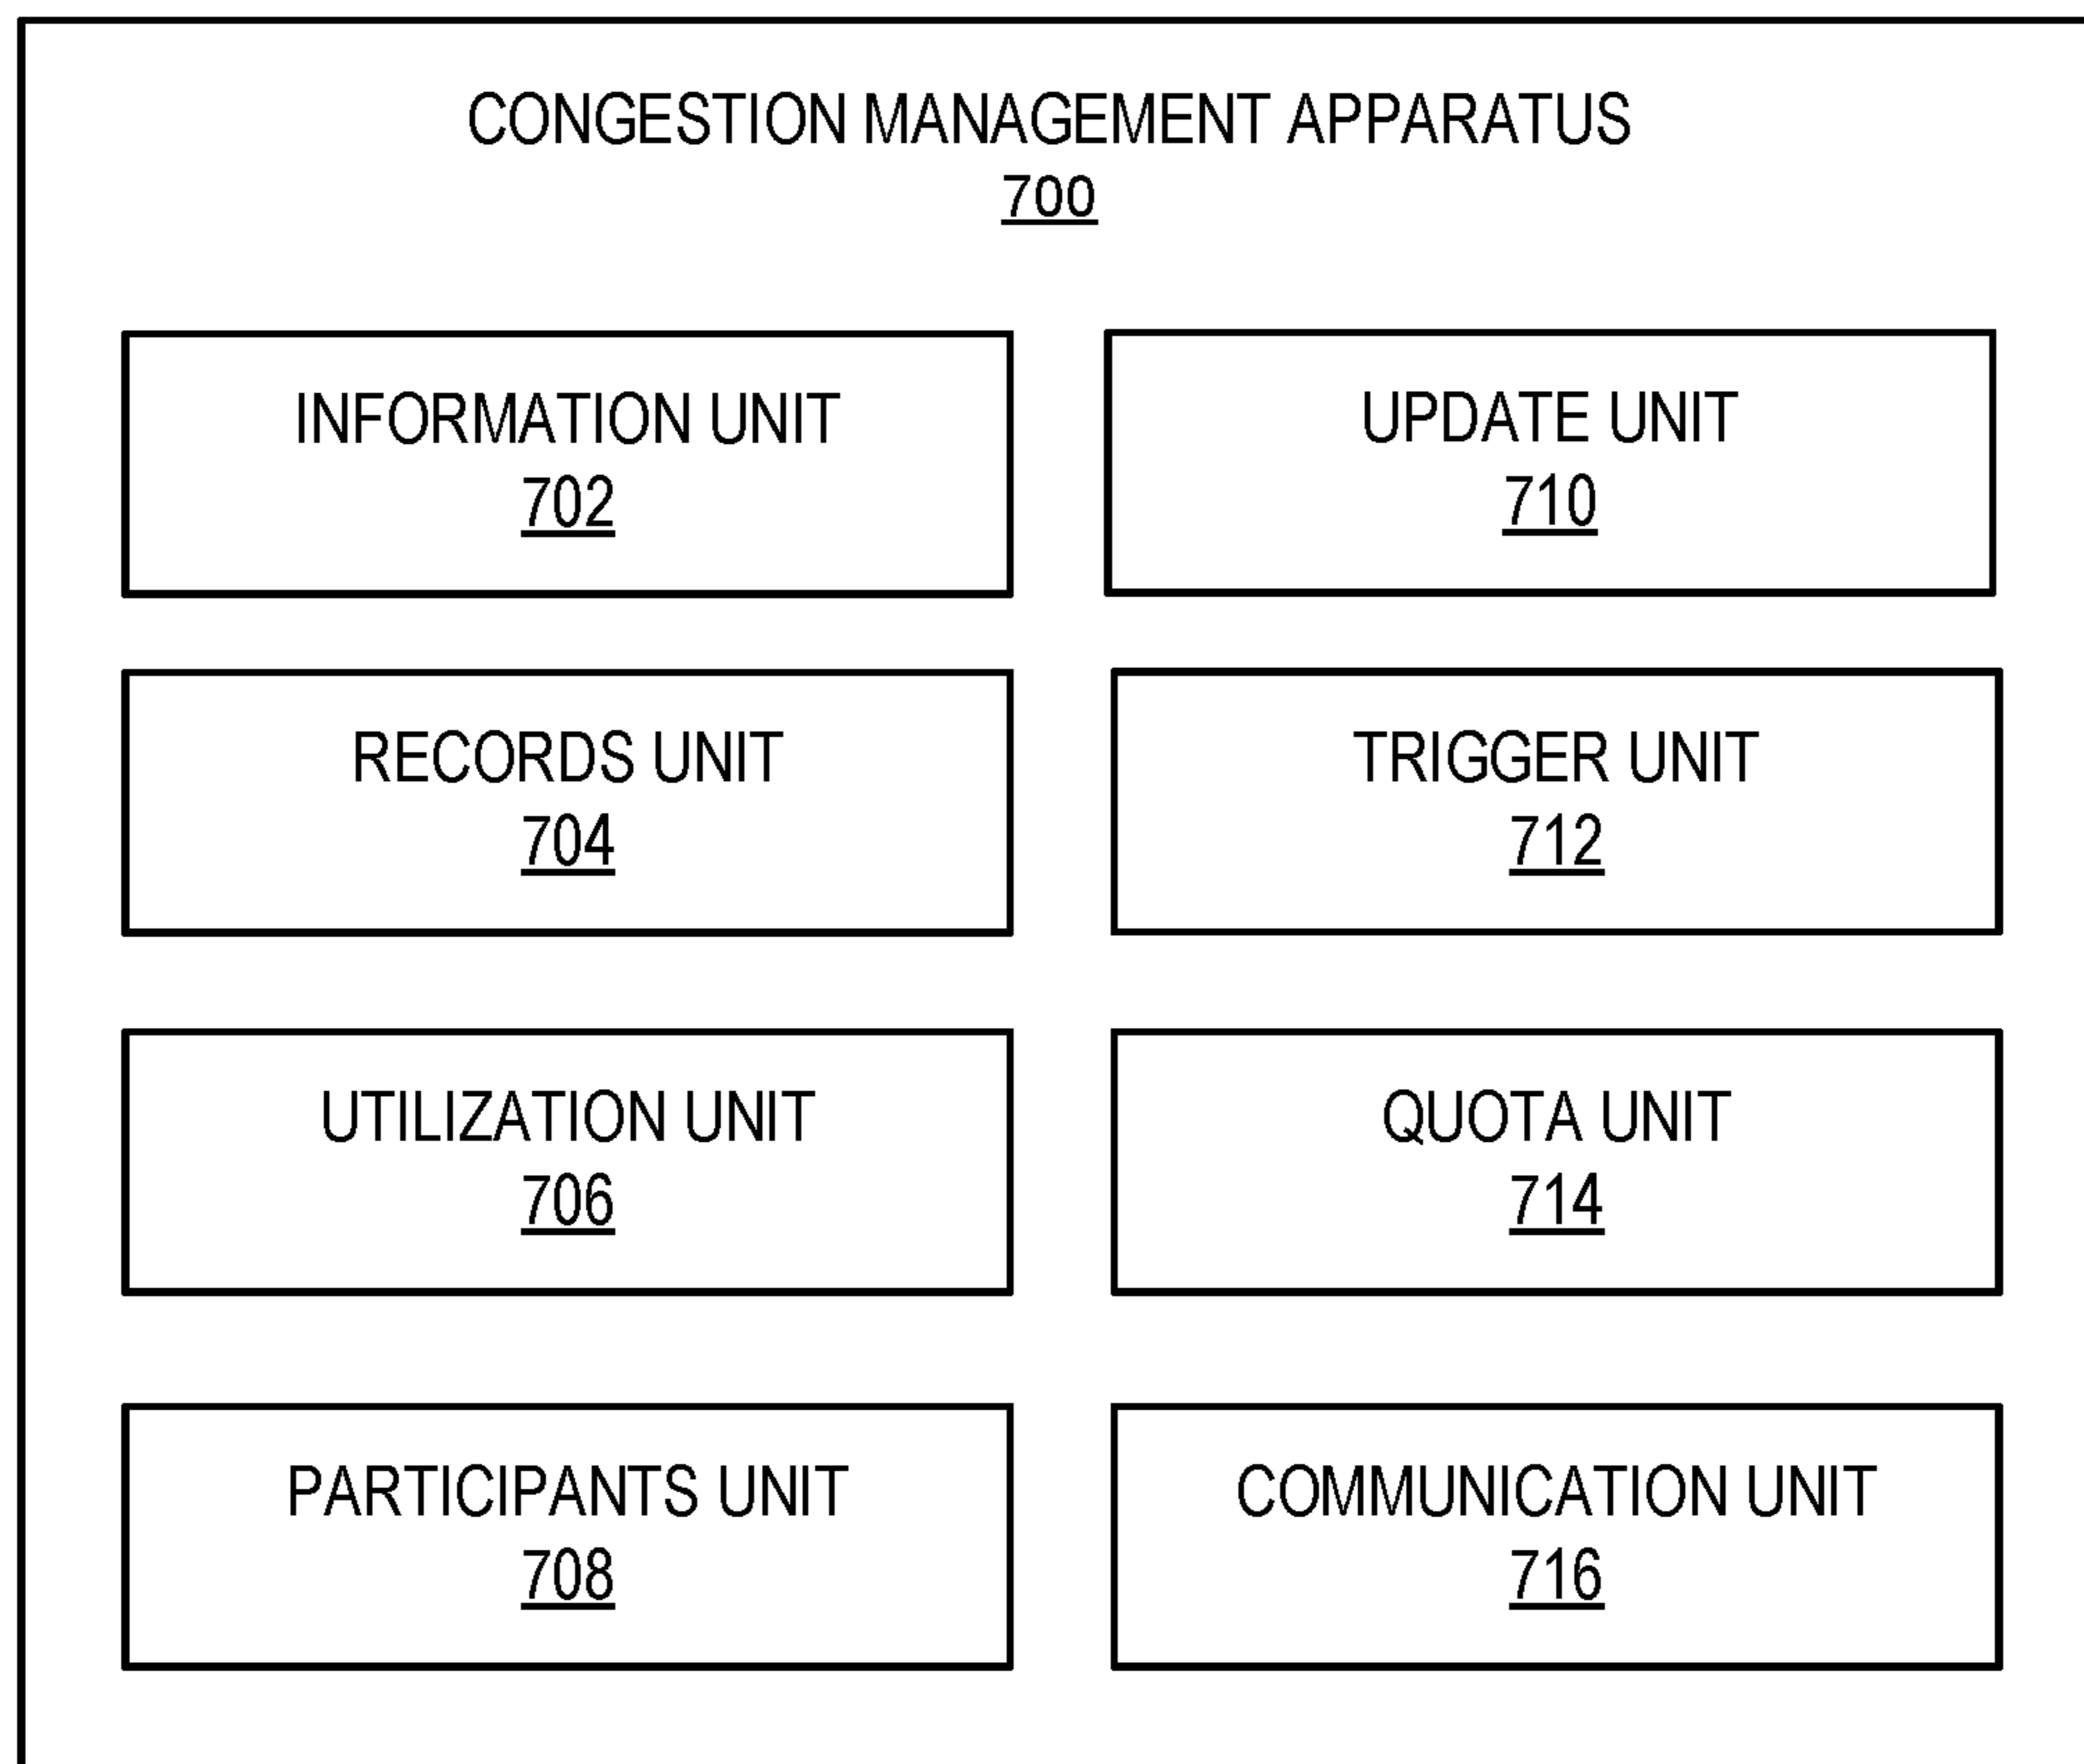 CONGESTION MANAGEMENT APPARATUS
700
INFORMATION UNIT
702
UPDATE UNIT
710
RECORDS UNIT
704
TRIGGER UNIT
712
UTILIZATION UNIT
706
QUOTA UNIT
714
PARTICIPANTS UNIT
708
COMMUNICATION UNIT
716